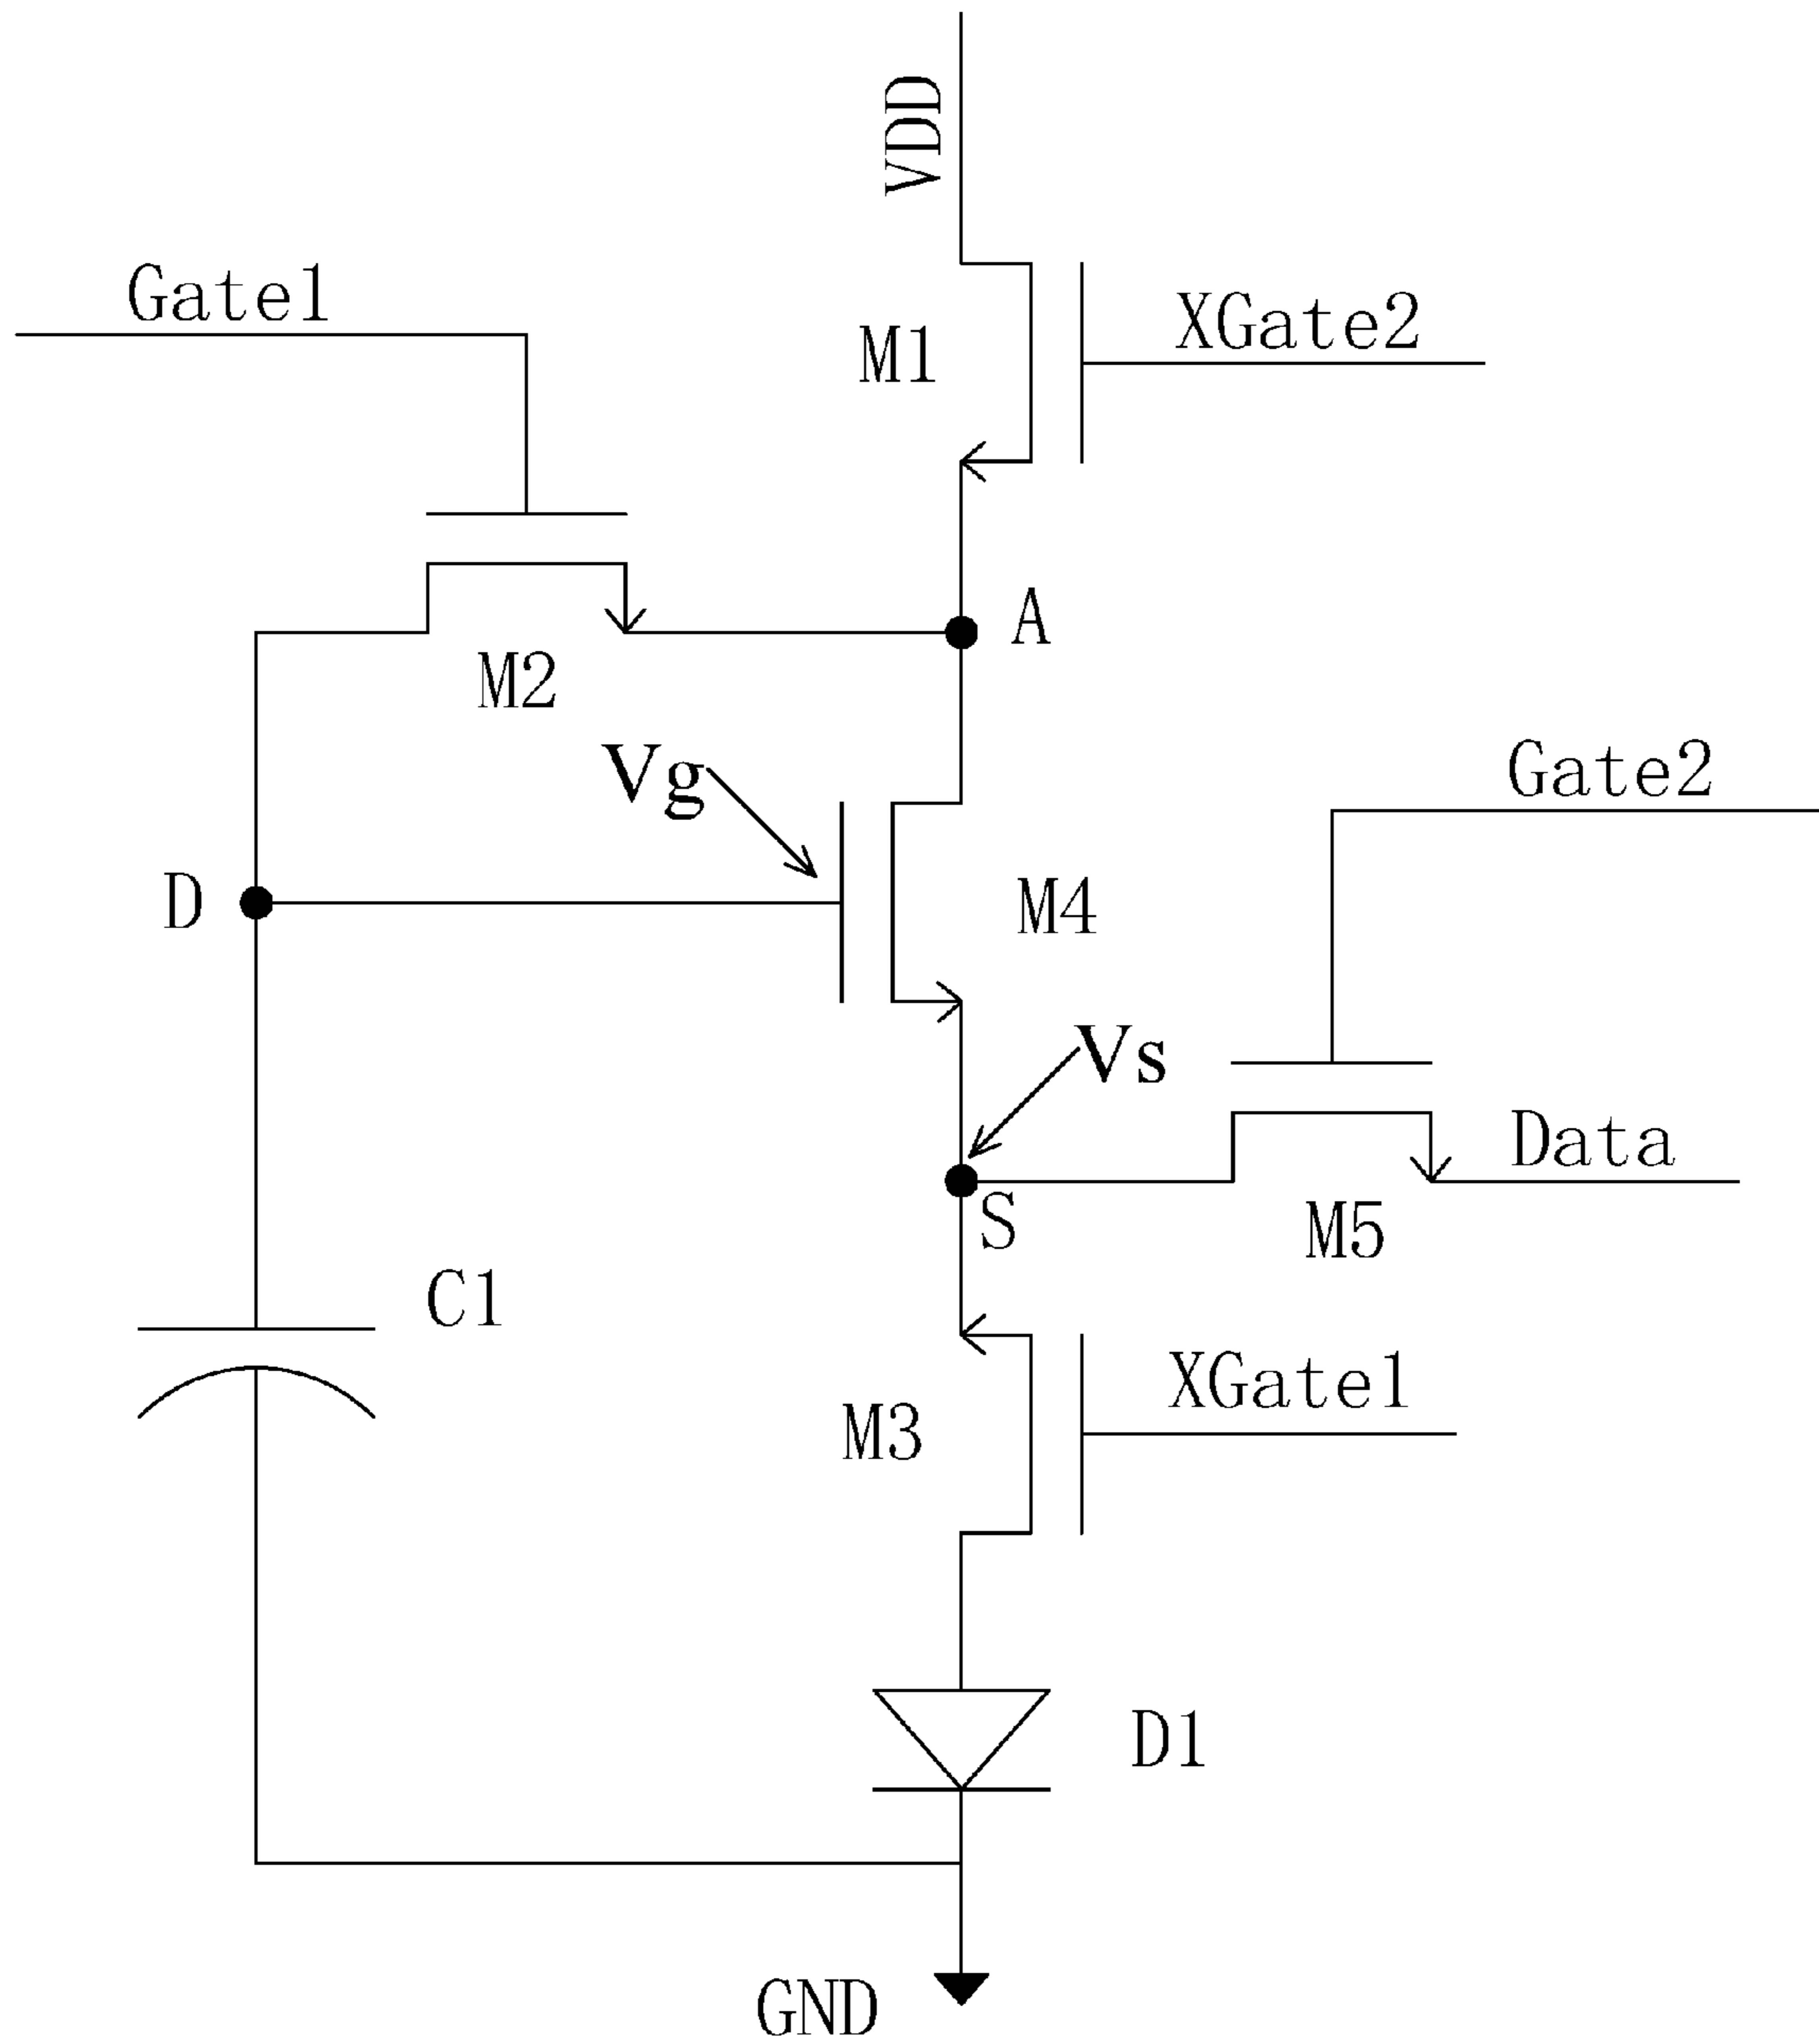 VDD
Gate1
XGate2
M1
A
M2
Vg
Gate2
D
M4
Vs
Data
S
M5
C1
XGate1
M3
D1
GND